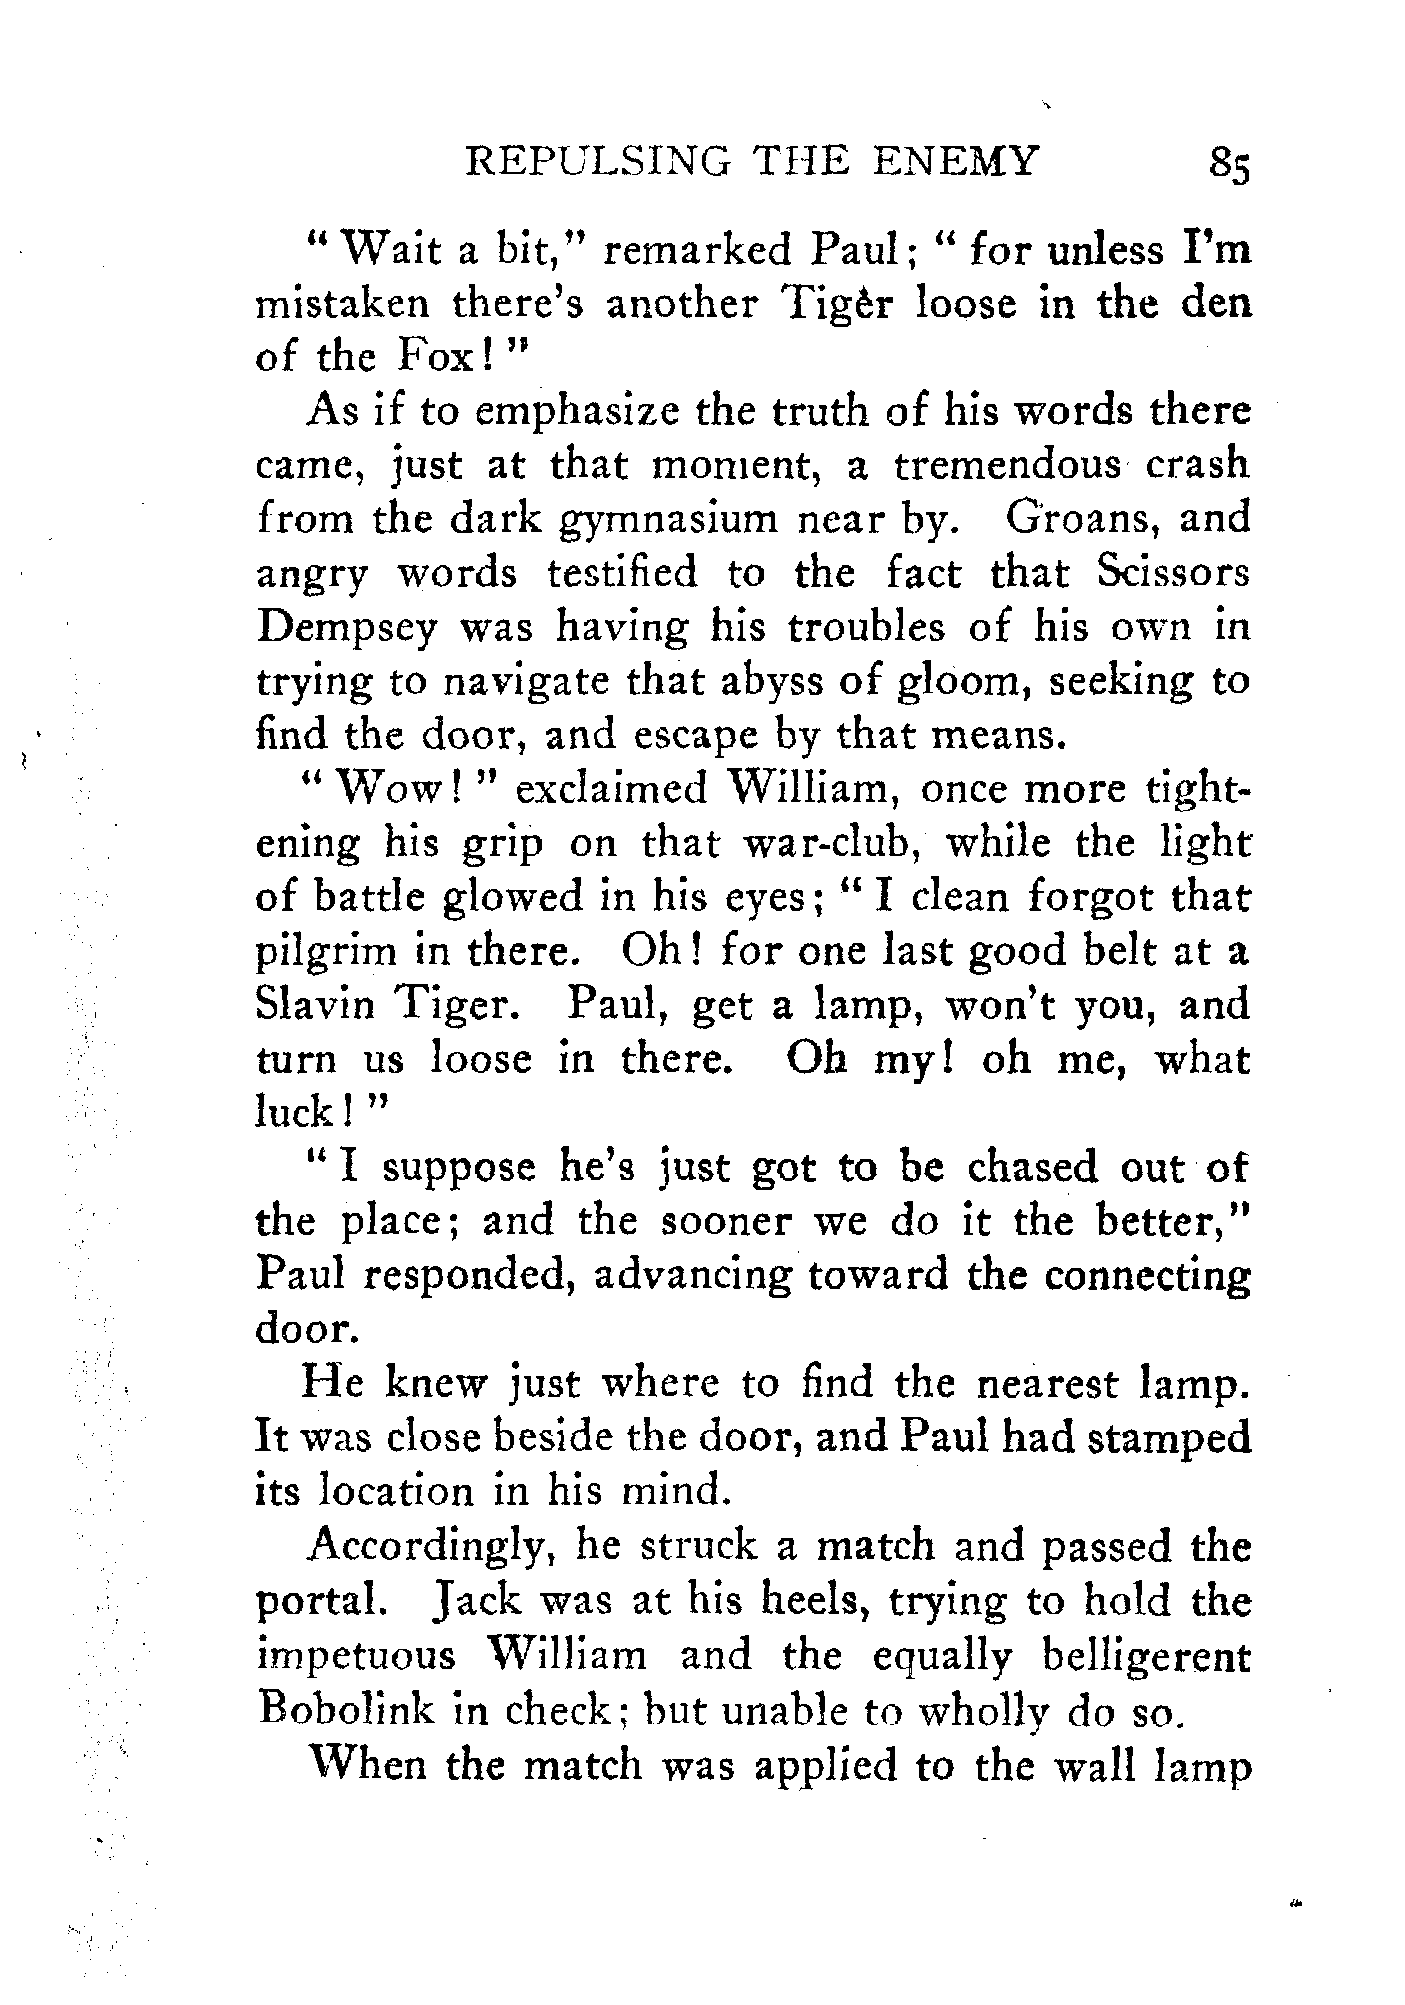 REPULSING THE ENEMY 85
" Wait a bit," remarked Paul; " for unless I'm
mistaken there's another Tiger loose in the den
of the Fox! "
As if to emphasize the truth of his words there
came, just at that moment, a tremendous crash
from the dark gymnasium near by. Groans, and
angry words testified to the fact that Scissors
Dempsey was having his troubles of his own in
trying to navigate that abyss of gloom, seeking to
find the door, and escape by that means.
" Wow! " exclaimed William, once more tight-
ening his grip on that war-club, while the light
of battle glowed in his eyes; " I clean forgot that
pilgrim in there. Oh! for one last good belt at a
Slavin Tiger. Paul, get a lamp, won't you, and
turn us loose in there. Oh my! oh me, what
luck! "
" I suppose he's just got to be chased out of
the place; and the sooner we do it the better,"
Paul responded, advancing toward the connecting
door.
He knew just where to find the nearest lamp.
It was close beside the door, and Paul had stamped
its location in his mind.
Accordingly, he struck a match and passed the
portal. Jack was at his heels, trying to hold the
impetuous William and the equally belligerent
Bobolink in check; but unable to wholly do so.
When the match was applied to the wall lamp